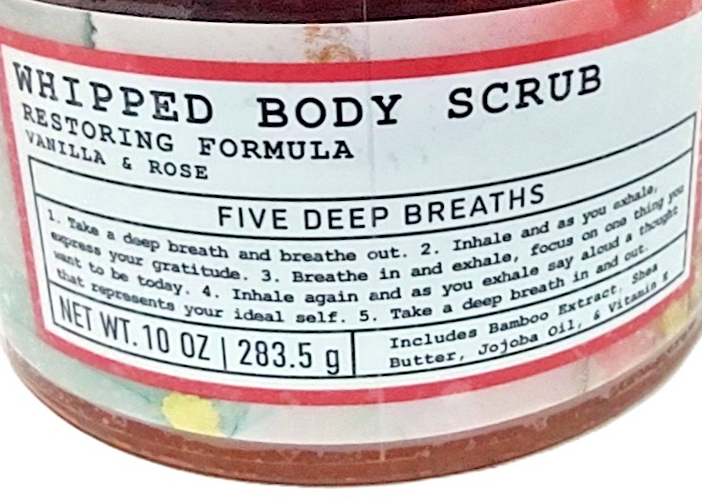 WHIPPED BODY SCRUB
RESTORING FORMULA
VANILLA & ROSE
FIVE DEEP BREATHS
1. Take a deep breath and breathe out. 2. Inhale and as you exhale,
express your gratitude. 3. Breathe in and exhale, focus on one thing you
want to be today. 4. Inhale again and as you exhale say aloud a thought
that represents your ideal self. 5. Take a deep breath in and out.
NET WT. 10 OZ | 283.5 g
Includes Bamboo Extract, Shea
Butter, Jojoba Oil, & Vitamin E